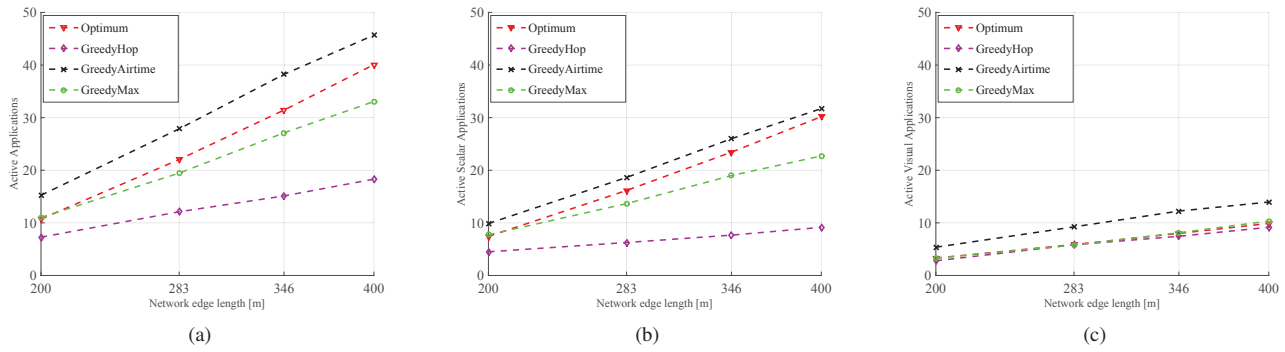 50
40
30
20
10
0
Active Applications
Optimum
GreedyHop
GreedyAirtime
GreedyMax
200
283
346
400
Network edge length [m]
(a)
50
40
30
20
10
0
Active Scalar Applications
Optimum
GreedyHop
GreedyAirtime
GreedyMax
200
283
346
400
Network edge length [m]
(b)
50
40
30
20
10
0
Active Visual Applications
Optimum
GreedyHop
GreedyAirtime
GreedyMax
200
283
346
400
Network edge length [m]
(c)